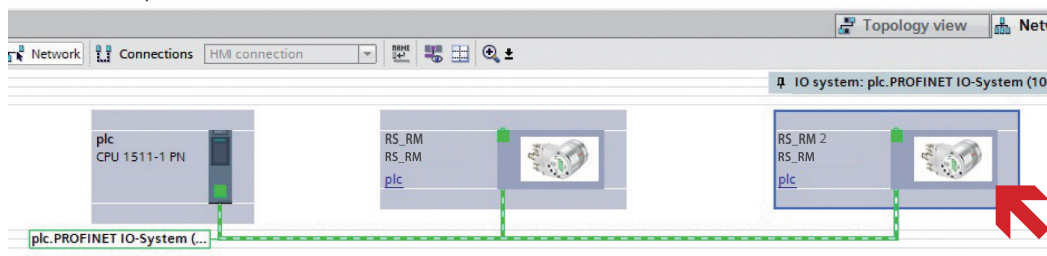 Topology view
Netw
Network
Connections
HMI connection
NAME
IO system: plc.PROFINET IO-System (10
plc
CPU 1511-1 PN
RS_RM
RS_RM
plc
RS_RM 2
RS_RM
plc
plc.PROFINET IO-System (...